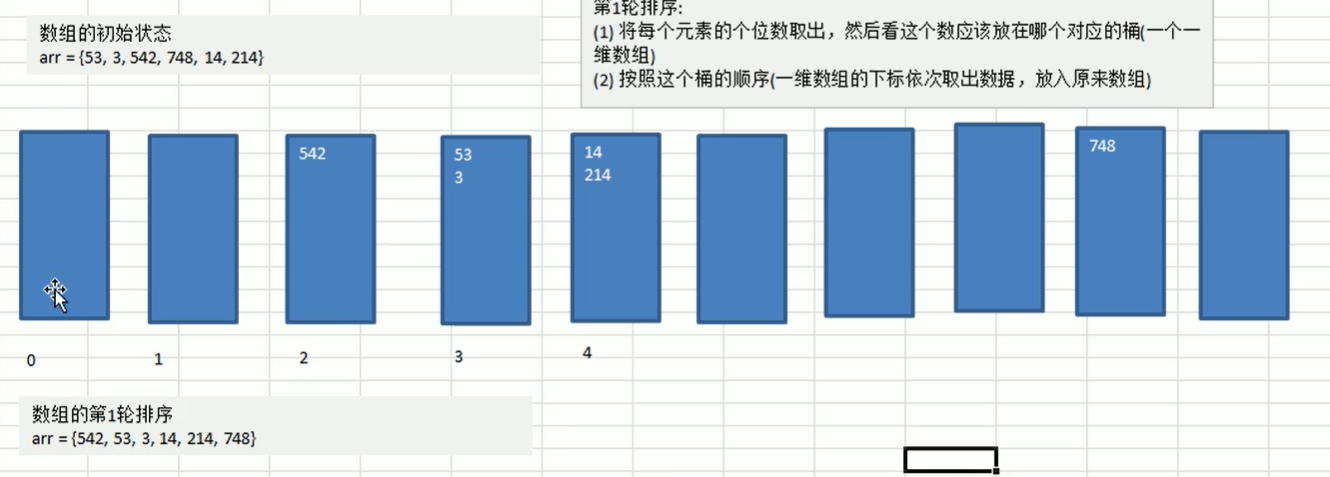 数组的初始状态
arr = {53, 3, 542, 748, 14, 214}
第1轮排序:
(1) 将每个元素的个位数取出，然后看这个数应该放在哪个对应的桶(一个一
维数组)
(2) 按照这个桶的顺序(一维数组的下标依次取出数据，放入原来数组)
542
53
3
14
214
748
0
1
2
3
4
数组的第1轮排序
arr = {542, 53, 3, 14, 214, 748}